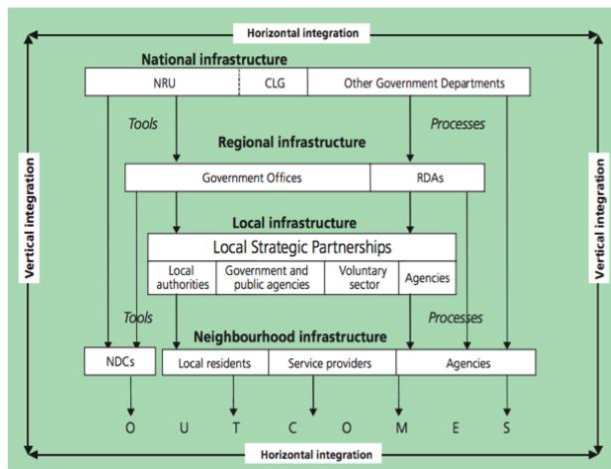 Horizontal integration
National infrastructure
NRU CLG Other Government Departments
Tools Processes
Regional infrastructure
Government Offices RDAs
Vertical integration
Vertical integration
Local infrastructure
Local Strategic Partnerships
Local authorities
Government and public agencies
Voluntary sector
Agencies
Tools Processes
Neighbourhood infrastructure
NDCs Local residents Service providers Agencies
O U T C O M E S
Horizontal integration